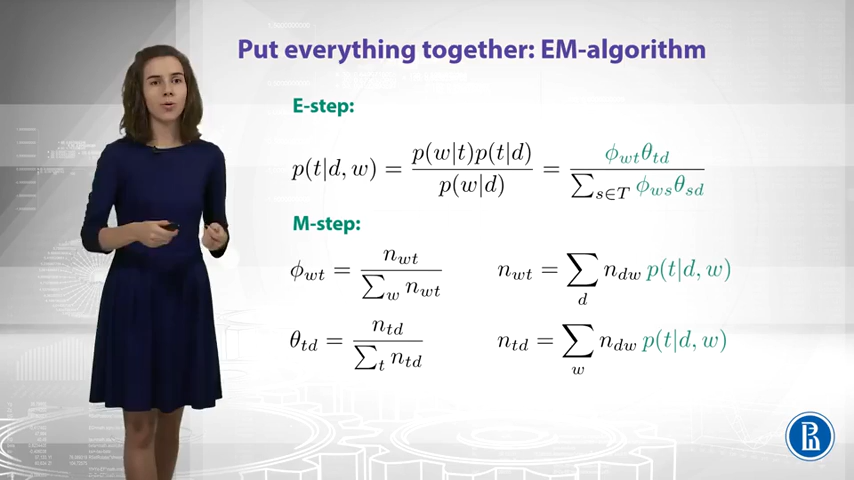 Put everything together: EM-algorithm
E-step:
p(t|d, w) = p(w|t)p(t|d) / p(w|d) = ϕ_wt θ_td / ∑_{s∈T} ϕ_ws θ_sd
M-step:
ϕ_wt = n_wt / ∑_w n_wt    n_wt = ∑_d n_dw p(t|d, w)
θ_td = n_td / ∑_t n_td    n_td = ∑_w n_dw p(t|d, w)